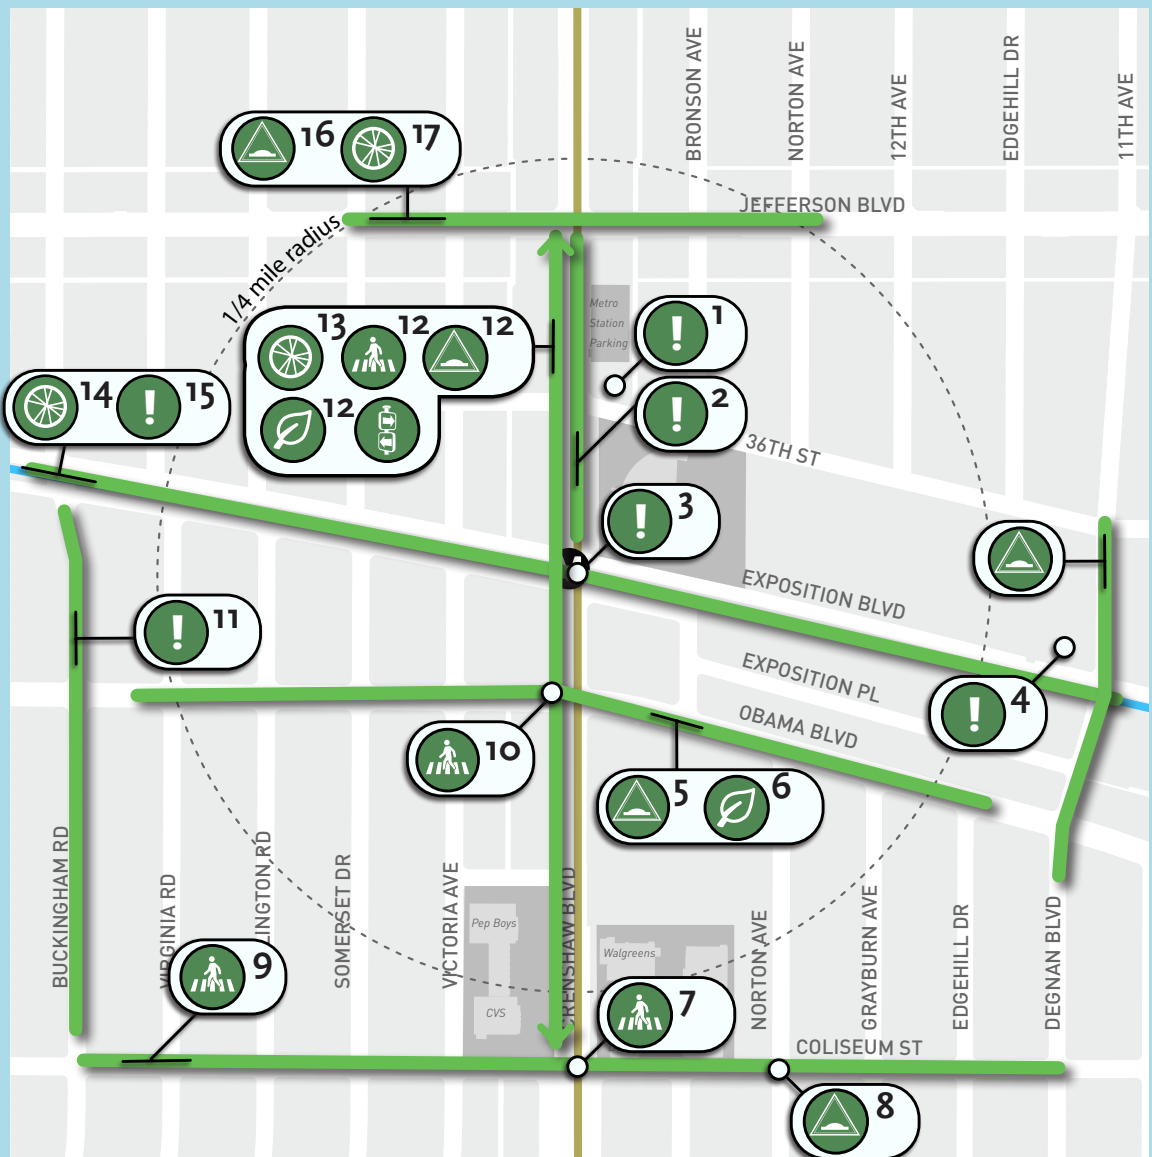 BRONSON AVE
NORTON AVE
12TH AVE
EDGEHILL DR
11TH AVE
16
17
JEFFERSON BLVD
1/4 mile radius
Metro
Station
Parking
1
13
12
12
12
14
15
2
36TH ST
3
EXPOSITION BLVD
11
EXPOSITION PL
4
OBAMA BLVD
10
5
6
BUCKINGHAM RD
VIRGINIA RD
LINGTON RD
SOMERSET DR
VICTORIA AVE
CRENSHAW BLVD
NORTON AVE
GRAYBURN AVE
EDGEHILL DR
DEGNAN BLVD
Pep Boys
Walgreens
CVS
9
7
COLISEUM ST
8